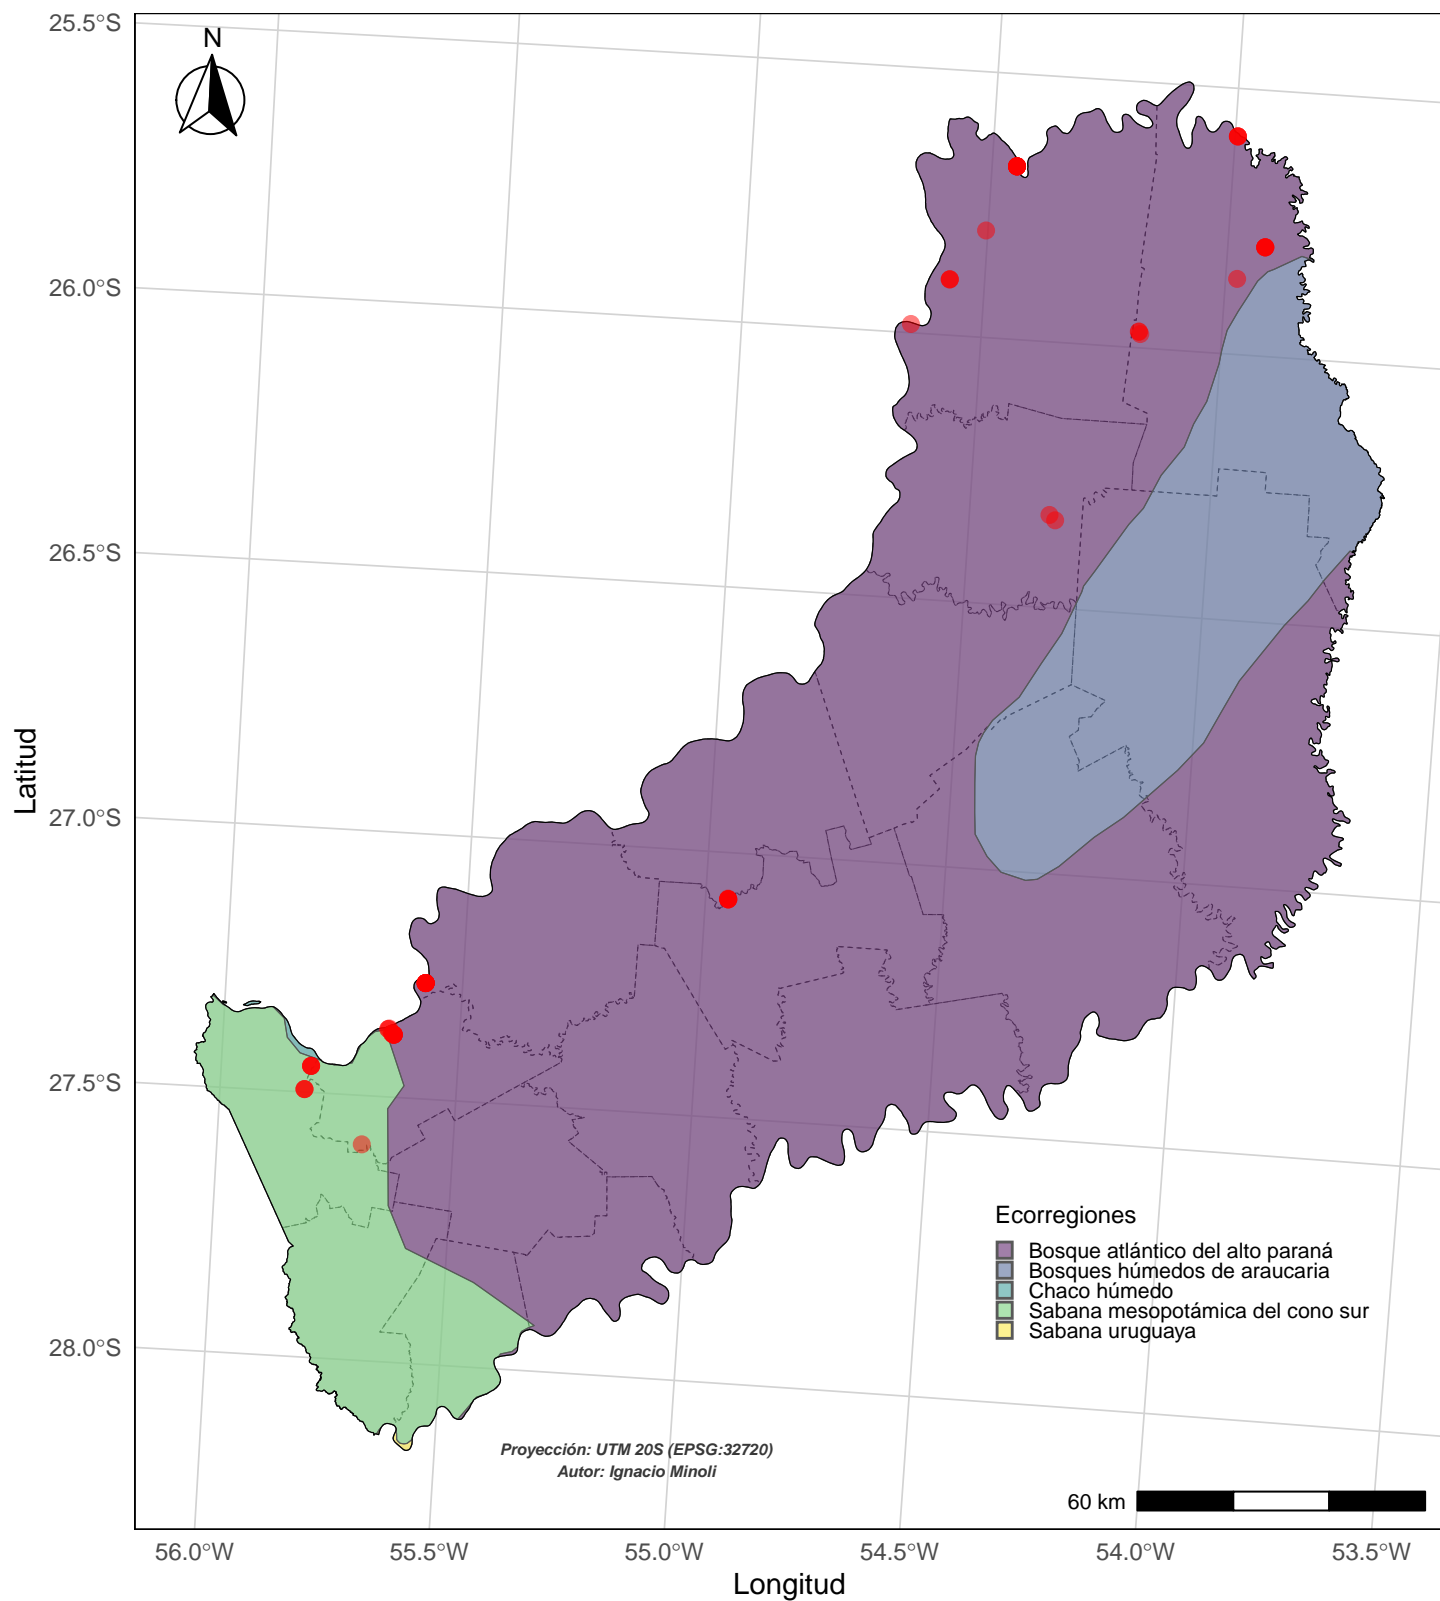 25.5°S
26.0°S
26.5°S
27.0°S
27.5°S
28.0°S
Latitud
N
Ecorregiones
Bosque atlántico del alto paraná
Bosques húmedos de araucaria
Chaco húmedo
Sabana mesopotámica del cono sur
Sabana uruguaya
Proyección: UTM 20S (EPSG:32720)
Autor: Ignacio Minoli
60 km
56.0°W
55.5°W
55.0°W
54.5°W
54.0°W
53.5°W
Longitud